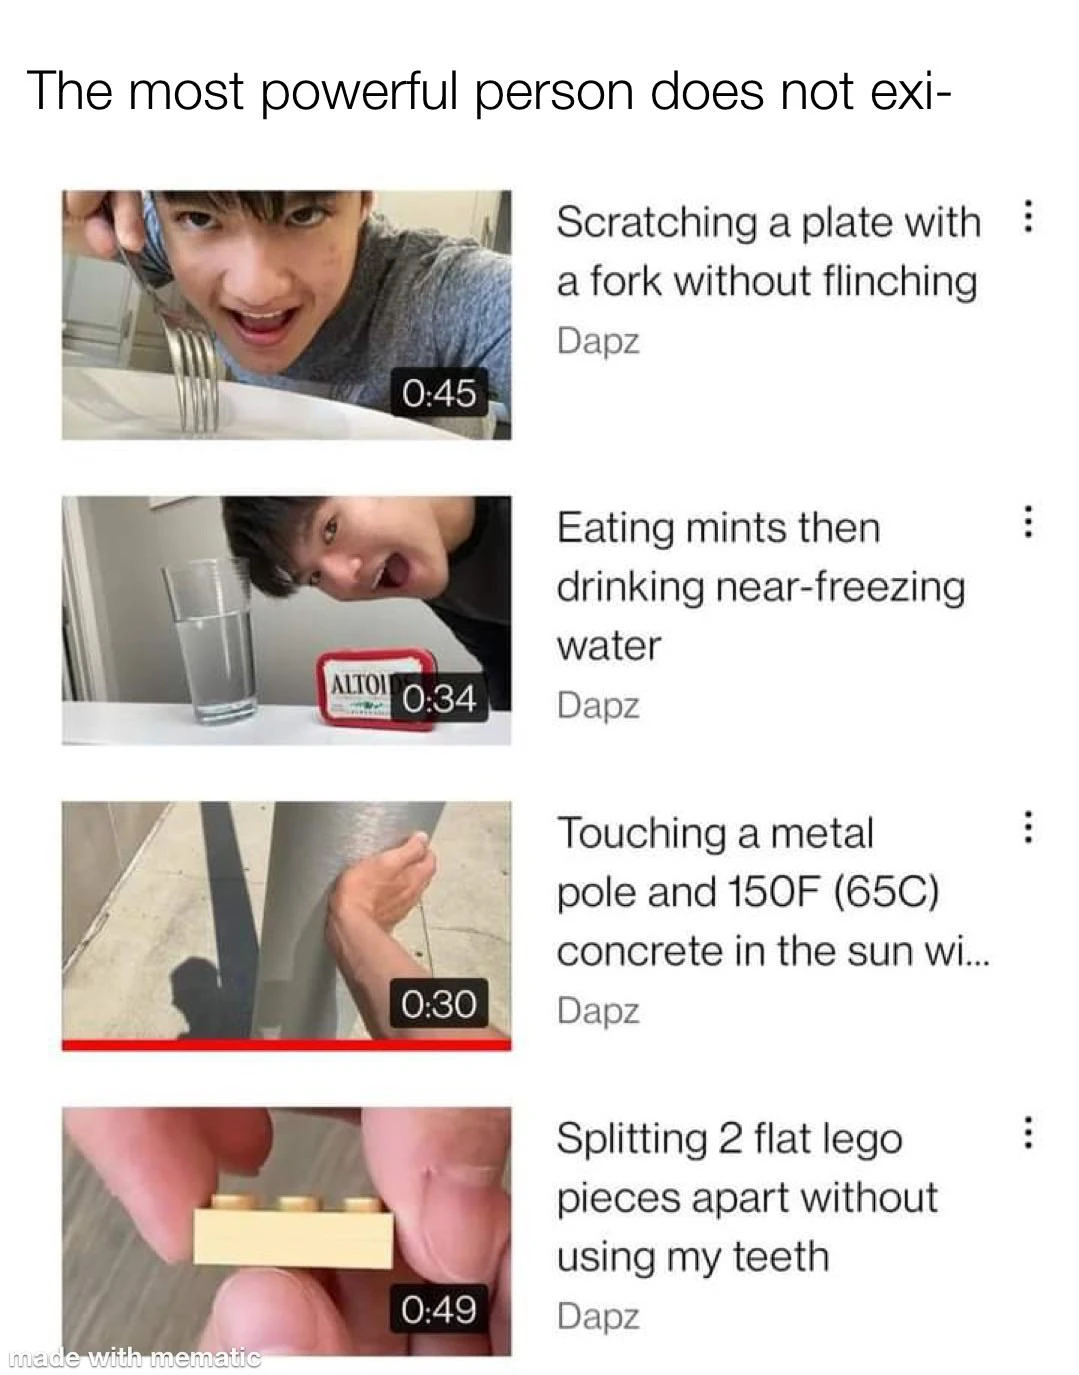 The most powerful person does not exi-
Scratching a plate with
a fork without flinching
Dapz
0:45
Eating mints then
drinking near-freezing
water
Dapz
ALTOI
0:34
Touching a metal
pole and 150F (65C)
concrete in the sun wi...
Dapz
0:30
Splitting 2 flat lego
pieces apart without
using my teeth
Dapz
0:49
made with mematic